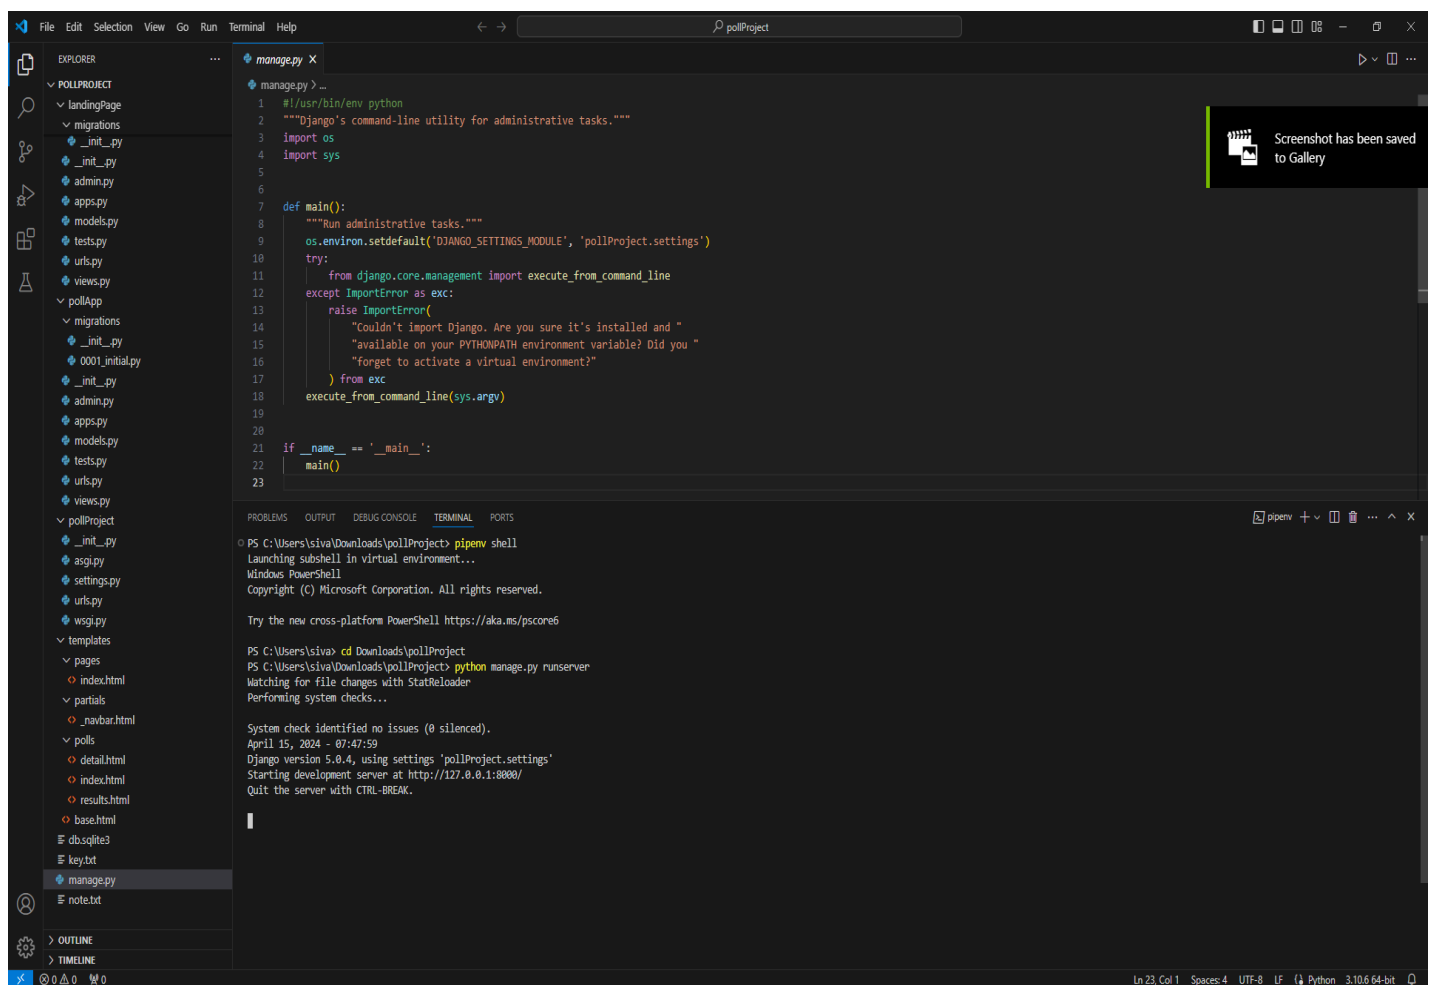 File Edit Selection View Go Run Terminal Help
pollProject
EXPLORER
POLLPROJECT
landingPage
migrations
__init__.py
__init__.py
admin.py
apps.py
models.py
tests.py
urls.py
views.py
pollApp
migrations
__init__.py
0001_initial.py
__init__.py
admin.py
apps.py
models.py
tests.py
urls.py
views.py
pollProject
__init__.py
asgi.py
settings.py
urls.py
wsgi.py
templates
pages
index.html
partials
_navbar.html
polls
detail.html
index.html
results.html
base.html
db.sqlite3
key.txt
manage.py
note.txt
OUTLINE
TIMELINE
manage.py
manage.py > ...
1 #!/usr/bin/env python
2 """Django's command-line utility for administrative tasks."""
3 import os
4 import sys
5
6
7 def main():
8 """Run administrative tasks."""
9 os.environ.setdefault('DJANGO_SETTINGS_MODULE', 'pollProject.settings')
10 try:
11 from django.core.management import execute_from_command_line
12 except ImportError as exc:
13 raise ImportError(
14 "Couldn't import Django. Are you sure it's installed and "
15 "available on your PYTHONPATH environment variable? Did you "
16 "forget to activate a virtual environment?"
17 ) from exc
18 execute_from_command_line(sys.argv)
19
20
21 if __name__ == '__main__':
22 main()
23
Screenshot has been saved
to Gallery
PROBLEMS OUTPUT DEBUG CONSOLE TERMINAL PORTS
pipenv
PS C:\Users\siva\Downloads\pollProject> pipenv shell
Launching subshell in virtual environment...
Windows PowerShell
Copyright (C) Microsoft Corporation. All rights reserved.
Try the new cross-platform PowerShell https://aka.ms/pscore6
PS C:\Users\siva> cd Downloads\pollProject
PS C:\Users\siva\Downloads\pollProject> python manage.py runserver
Watching for file changes with StatReloader
Performing system checks...
System check identified no issues (0 silenced).
April 15, 2024 - 07:47:59
Django version 5.0.4, using settings 'pollProject.settings'
Starting development server at http://127.0.0.1:8000/
Quit the server with CTRL-BREAK.
0 0 0
Ln 23, Col 1 Spaces: 4 UTF-8 LF Python 3.10.6 64-bit